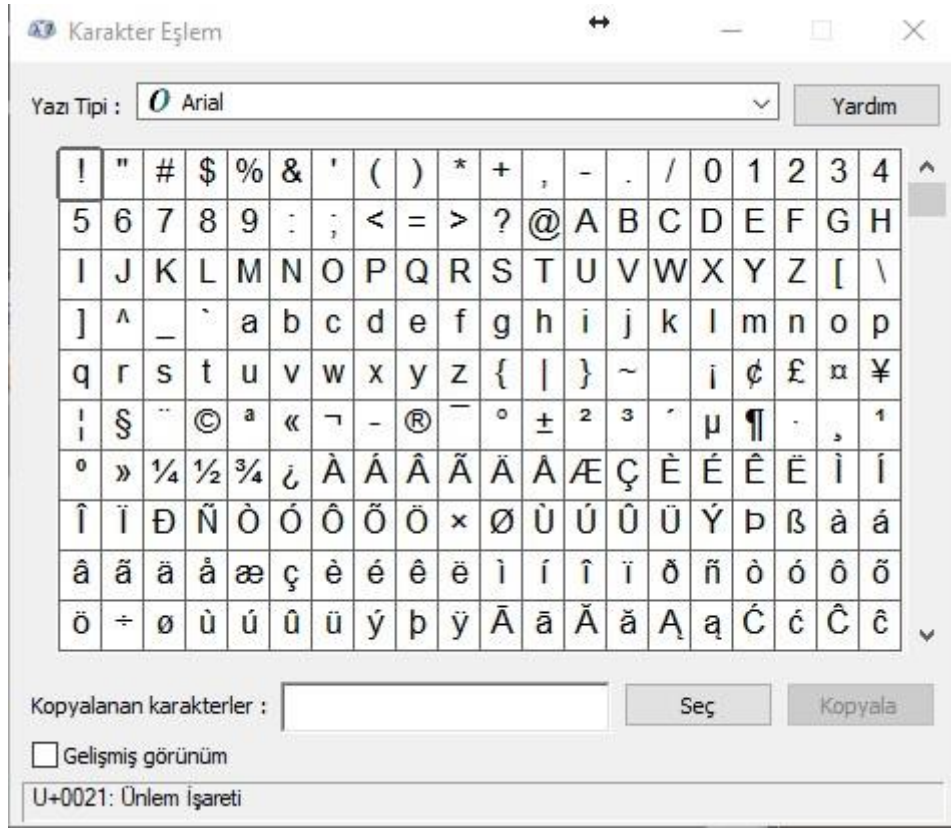 Karakter Eşlem
Yazı Tipi : O Arial Yardım
! " # $ % & ' ( ) * + , - . / 0 1 2 3 4
5 6 7 8 9 : ; < = > ? @ A B C D E F G H
I J K L M N O P Q R S T U V W X Y Z [ \
] ^ _ ` a b c d e f g h i j k l m n o p
q r s t u v w x y z { | } ~ ¡ ¢ £ ¤ ¥
¦ § ¨ © ª « ¬ - ® ¯ ° ± ² ³ ´ µ ¶ · ¸ ¹
º » ¼ ½ ¾ ¿ À Á Â Ã Ä Å Æ Ç È É Ê Ë Ì Í
Î Ï Ð Ñ Ò Ó Ô Õ Ö × Ø Ù Ú Û Ü Ý Þ ß à á
â ã ä å æ ç è é ê ë ì í î ï ð ñ ò ó ô õ
ö ÷ ø ù ú û ü ý þ ÿ Ā ā Ă ă Ą ą Ć ć Ĉ ĉ
Kopyalanan karakterler : Seç Kopyala
Gelişmiş görünüm
U+0021: Ünlem İşareti